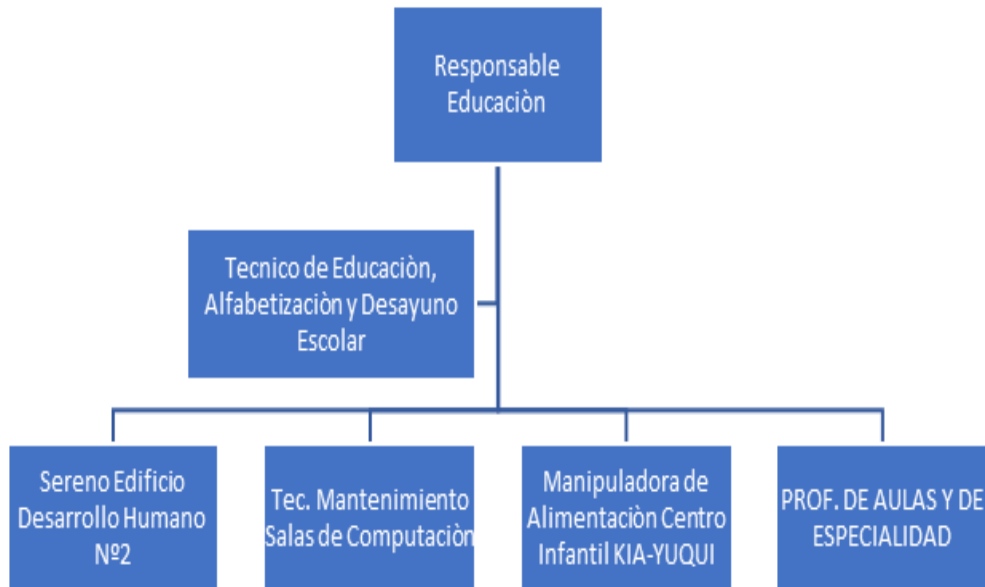 Responsable
Educaciòn
Tecnico de Educaciòn,
Alfabetizaciòn y Desayuno
Escolar
Sereno Edificio
Desarrollo Humano
Nº2
Tec. Mantenimiento
Salas de Computaciòn
Manipuladora de
Alimentaciòn Centro
Infantil KIA-YUQUI
PROF. DE AULAS Y DE
ESPECIALIDAD